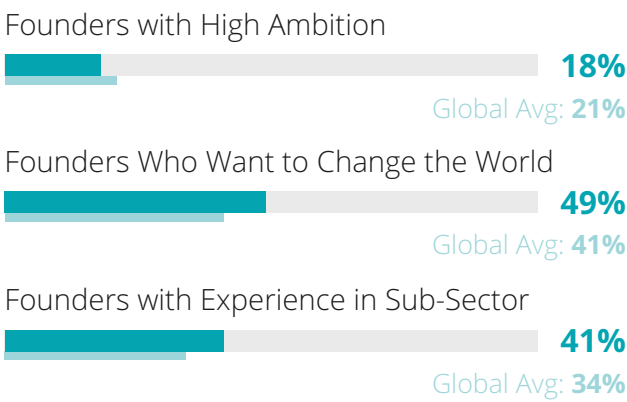 Founders with High Ambition
18%
Global Avg: 21%
Founders Who Want to Change the World
49%
Global Avg: 41%
Founders with Experience in Sub-Sector
41%
Global Avg: 34%